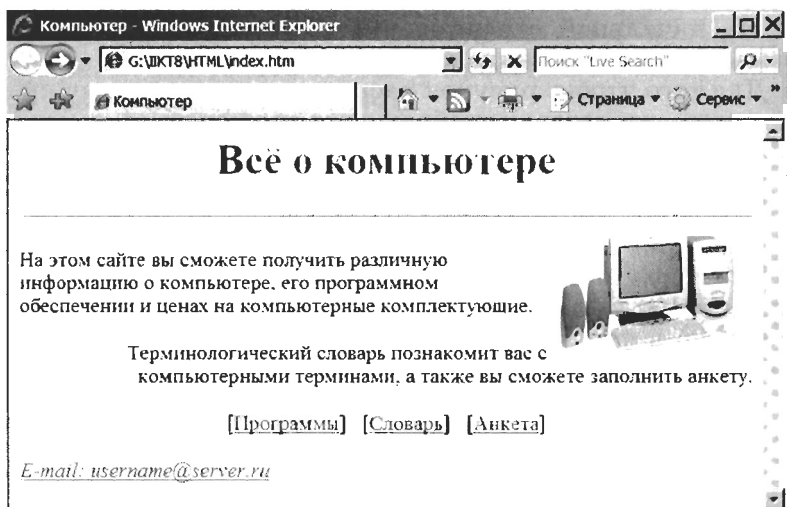 Компьютер - Windows Internet Explorer
G:\IIKT8\HTML\index.htm
Поиск "Live Search"
Компьютер
Страница
Сервис
»
Всё о компьютере
На этом сайте вы сможете получить различную
информацию о компьютере, его программном
обеспечении и ценах на компьютерные комплектующие.
Терминологический словарь познакомит вас с
компьютерными терминами, а также вы сможете заполнить анкету.
[Программы] [Словарь] [Анкета]
E-mail: username@server.ru